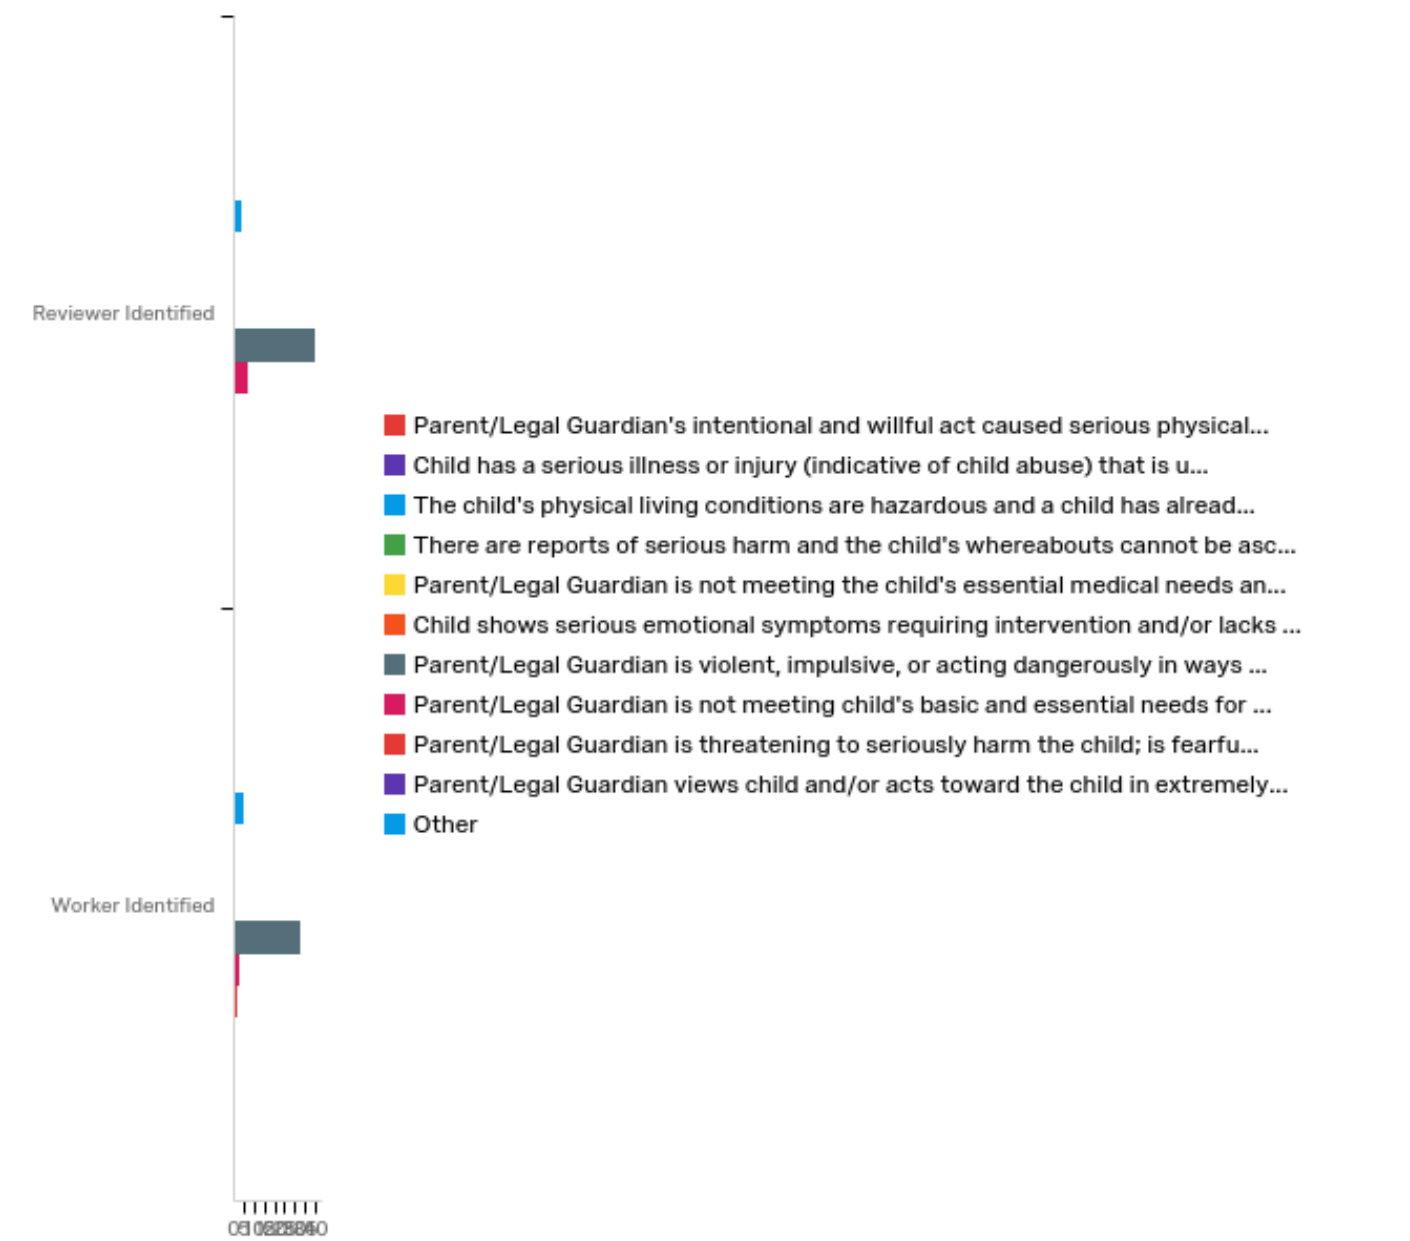 Reviewer Identified
Parent/Legal Guardian's intentional and willful act caused serious physical...
Child has a serious illness or injury (indicative of child abuse) that is u...
The child's physical living conditions are hazardous and a child has alread...
There are reports of serious harm and the child's whereabouts cannot be asc...
Parent/Legal Guardian is not meeting the child's essential medical needs an...
Child shows serious emotional symptoms requiring intervention and/or lacks ...
Parent/Legal Guardian is violent, impulsive, or acting dangerously in ways ...
Parent/Legal Guardian is not meeting child's basic and essential needs for ...
Parent/Legal Guardian is threatening to seriously harm the child; is fearfu...
Parent/Legal Guardian views child and/or acts toward the child in extremely...
Other
Worker Identified